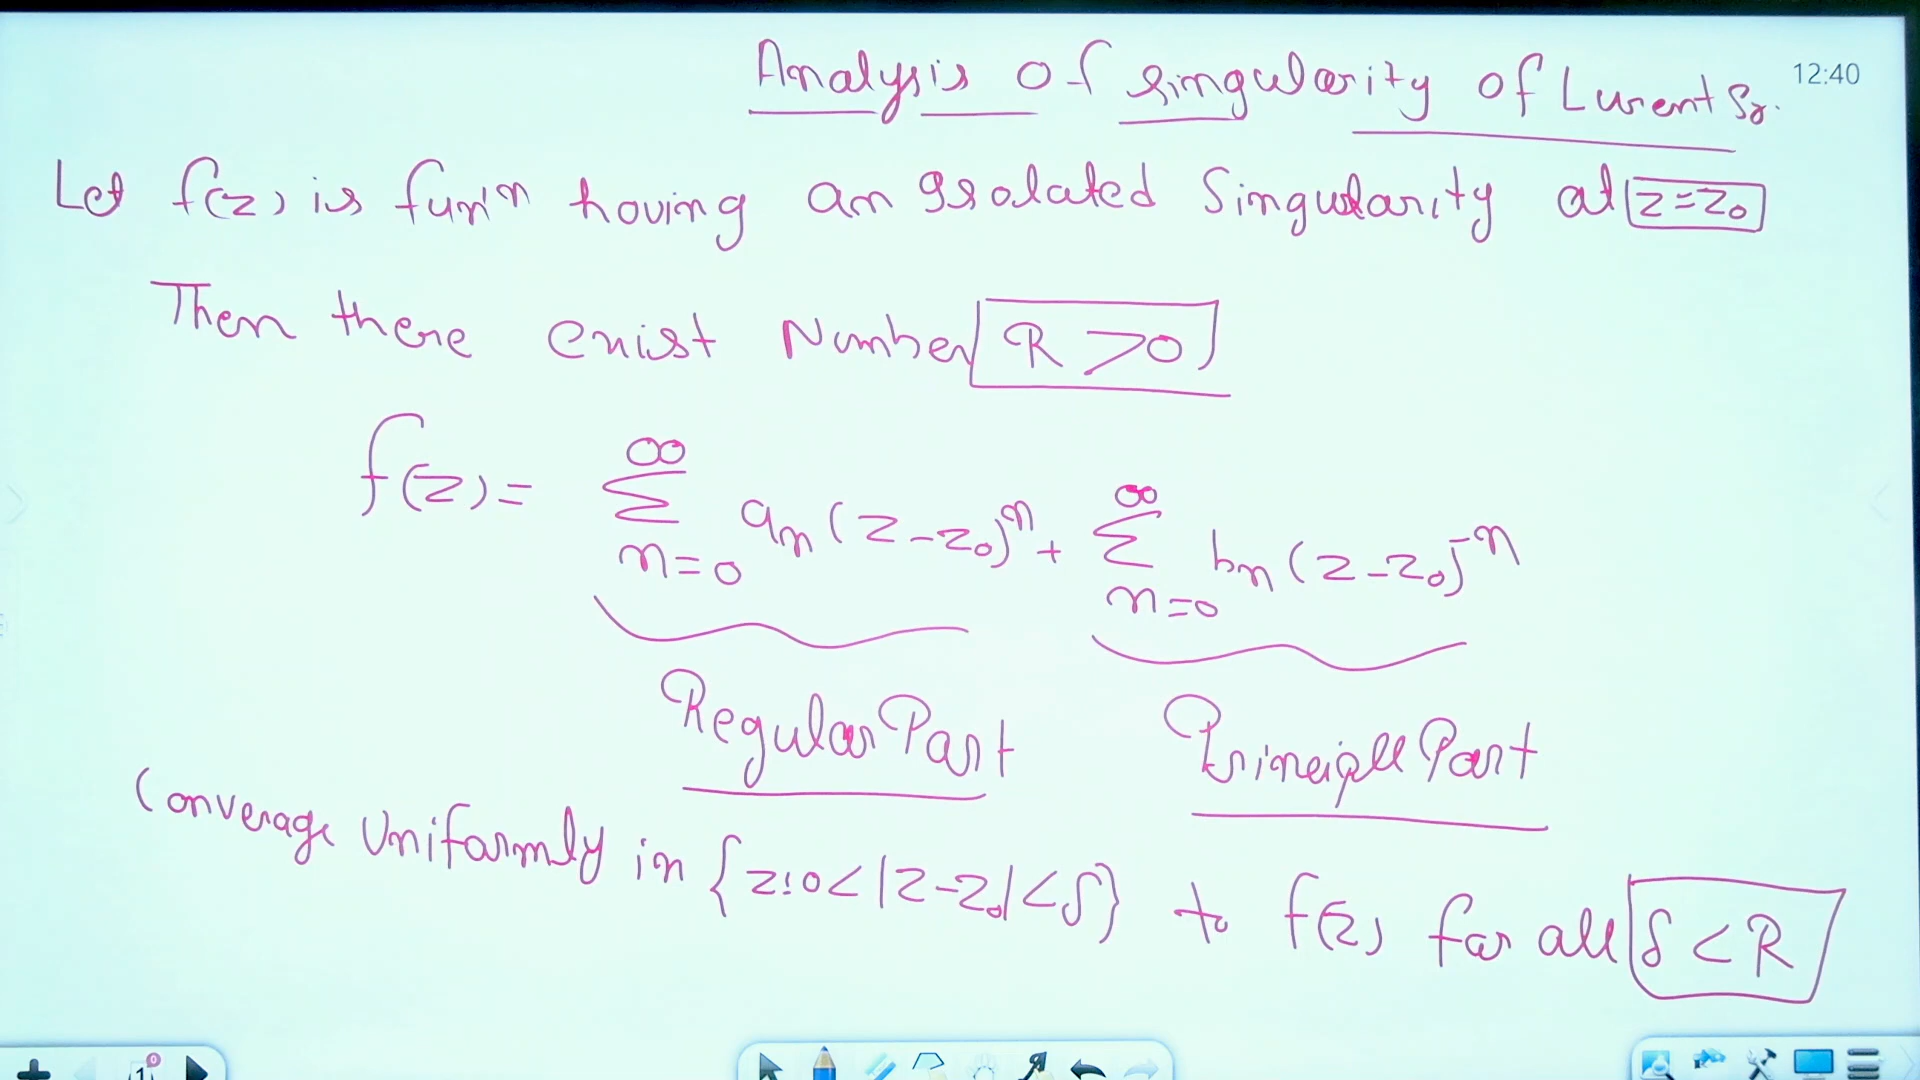 Analysis of singularity of Lurent Sr.
12:40
Let f(z) is fun'n having an Isolated Singularity at z=z₀
Then there exist Number R > 0
f(z) = ∑_{n=0}^{∞} aₙ(z-z₀)ⁿ + ∑_{n=0}^{∞} bₙ(z-z₀)⁻ⁿ
Regular Part Principle Part
Converage Uniformly in {z:0<|z-z₀|<δ} to f(z) for all δ < R
1
0